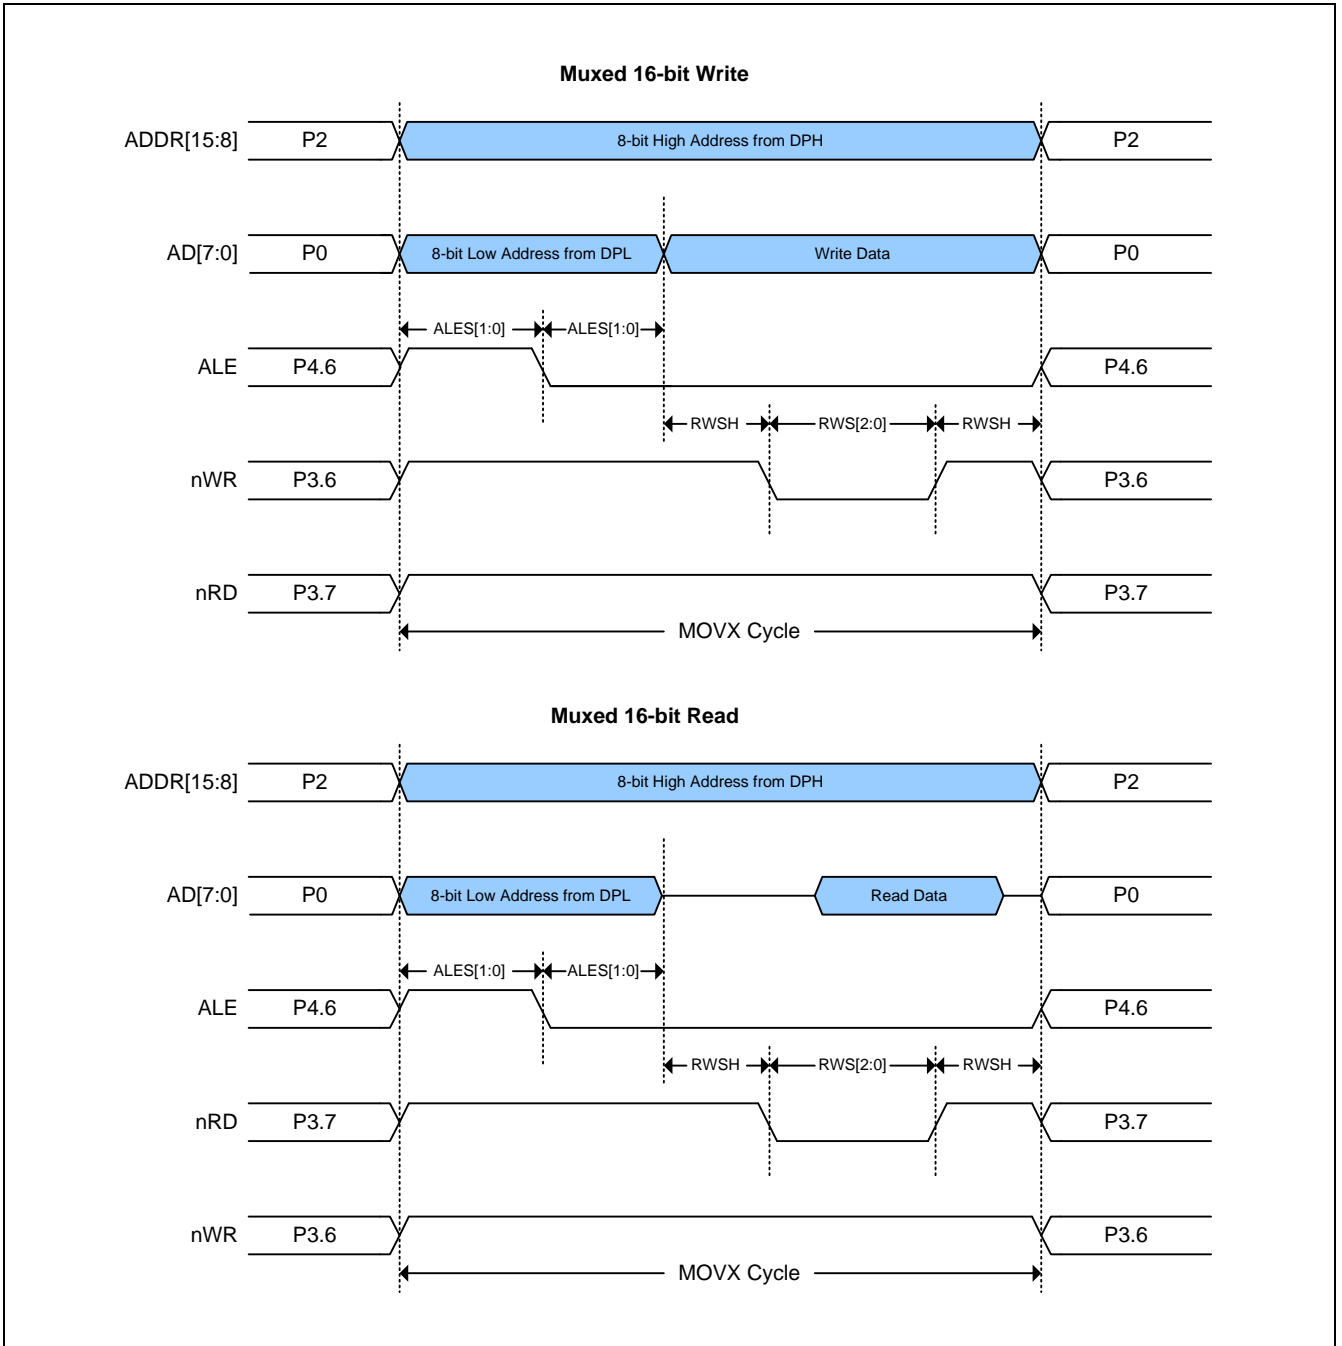 Muxed 16-bit Write
ADDR[15:8] P2 8-bit High Address from DPH P2
AD[7:0] P0 8-bit Low Address from DPL Write Data P0
ALES[1:0] ALES[1:0]
ALE P4.6 P4.6
RWSH RWS[2:0] RWSH
nWR P3.6 P3.6
nRD P3.7 P3.7
MOVX Cycle
Muxed 16-bit Read
ADDR[15:8] P2 8-bit High Address from DPH P2
AD[7:0] P0 8-bit Low Address from DPL Read Data P0
ALES[1:0] ALES[1:0]
ALE P4.6 P4.6
RWSH RWS[2:0] RWSH
nRD P3.7 P3.7
nWR P3.6 P3.6
MOVX Cycle